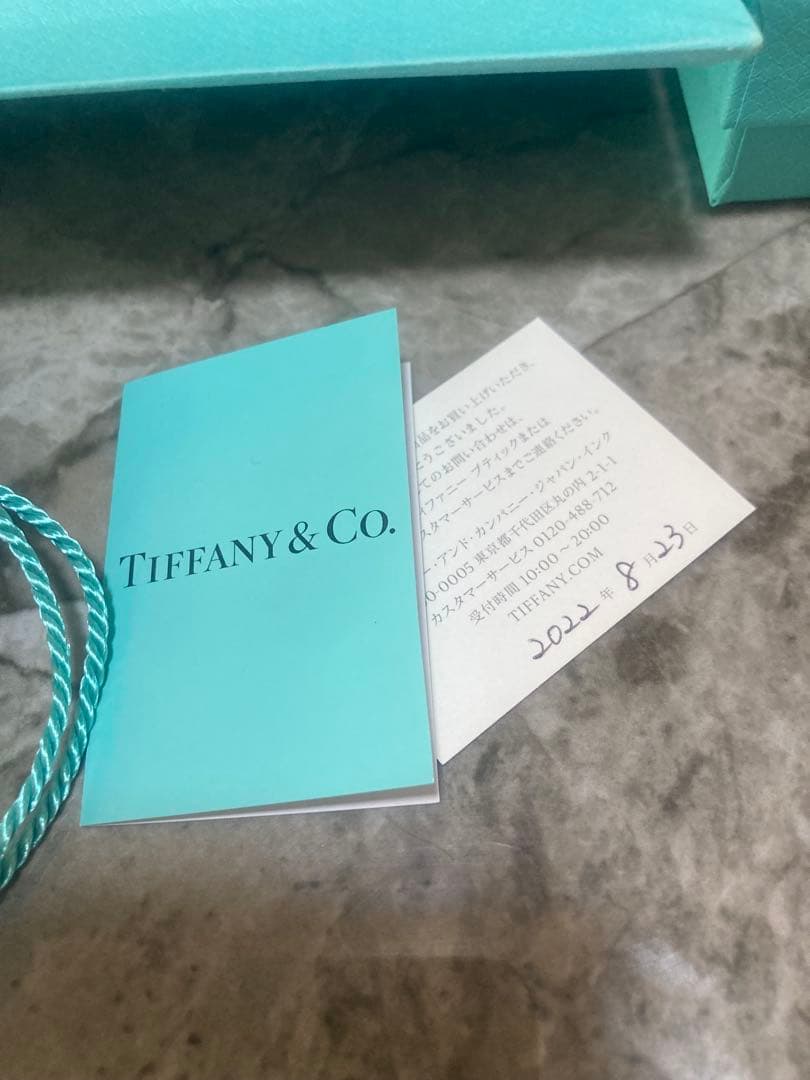 TIFFANY & CO.
品をお買い上げいただき、
とうございました。
てのお問い合わせは、
ィファニー ブティックまたは
スタマーサービスまでご連絡ください。
ー・アンド・カンパニー・ジャパン・インク
0-0005 東京都千代田区丸の内 2-1-1
カスタマーサービス 0120-488-712
受付時間 10:00～20:00
TIFFANY.COM
2022 年 8 月 23 日